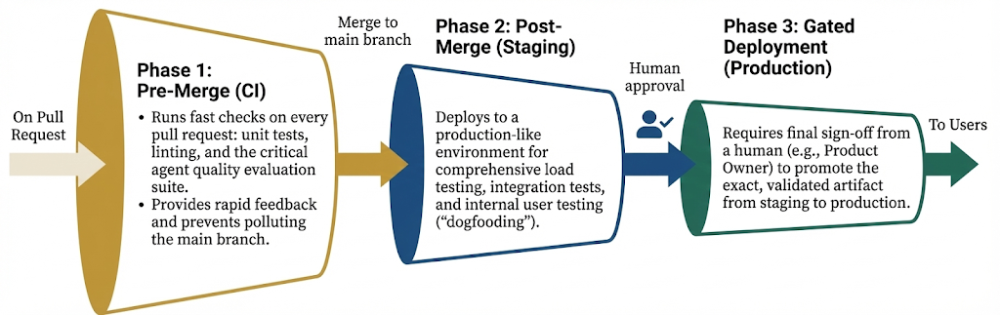 On Pull
Request
Phase 1:
Pre-Merge (CI)
• Runs fast checks on every
pull request: unit tests,
linting, and the critical
agent quality evaluation
suite.
• Provides rapid feedback
and prevents polluting
the main branch.
Merge to
main branch
Phase 2: Post-
Merge (Staging)
Deploys to a
production-like
environment for
comprehensive load
testing, integration tests,
and internal user testing
(“dogfooding”).
Human
approval
Phase 3: Gated
Deployment
(Production)
Requires final sign-off from
a human (e.g., Product
Owner) to promote the
exact, validated artifact
from staging to production.
To Users